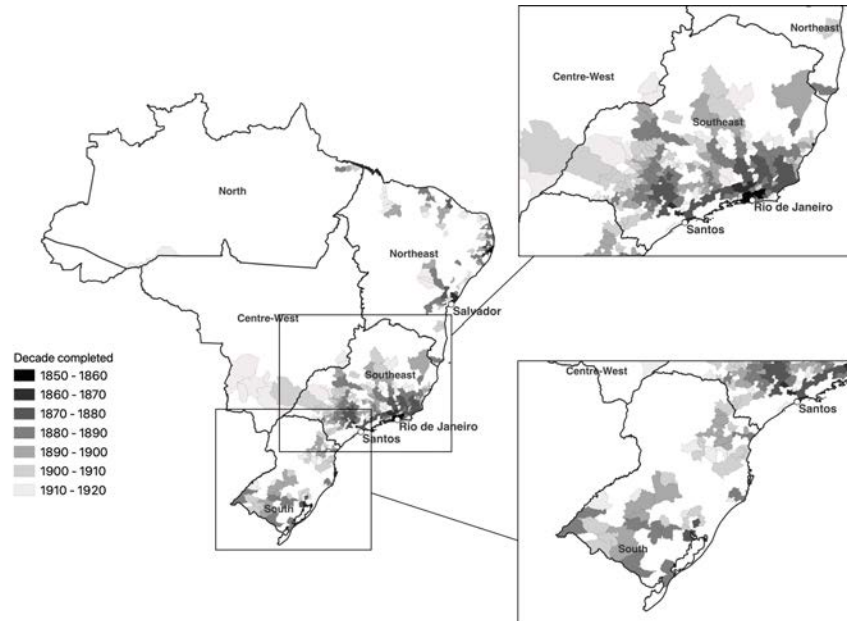 North
Northeast
Centre-West
Salvador
Southeast
Rio de Janeiro
Santos
South
Decade completed
1850 - 1860
1860 - 1870
1870 - 1880
1880 - 1890
1890 - 1900
1900 - 1910
1910 - 1920
Northeast
Centre-West
Southeast
Rio de Janeiro
Santos
Centre-West
Santos
South